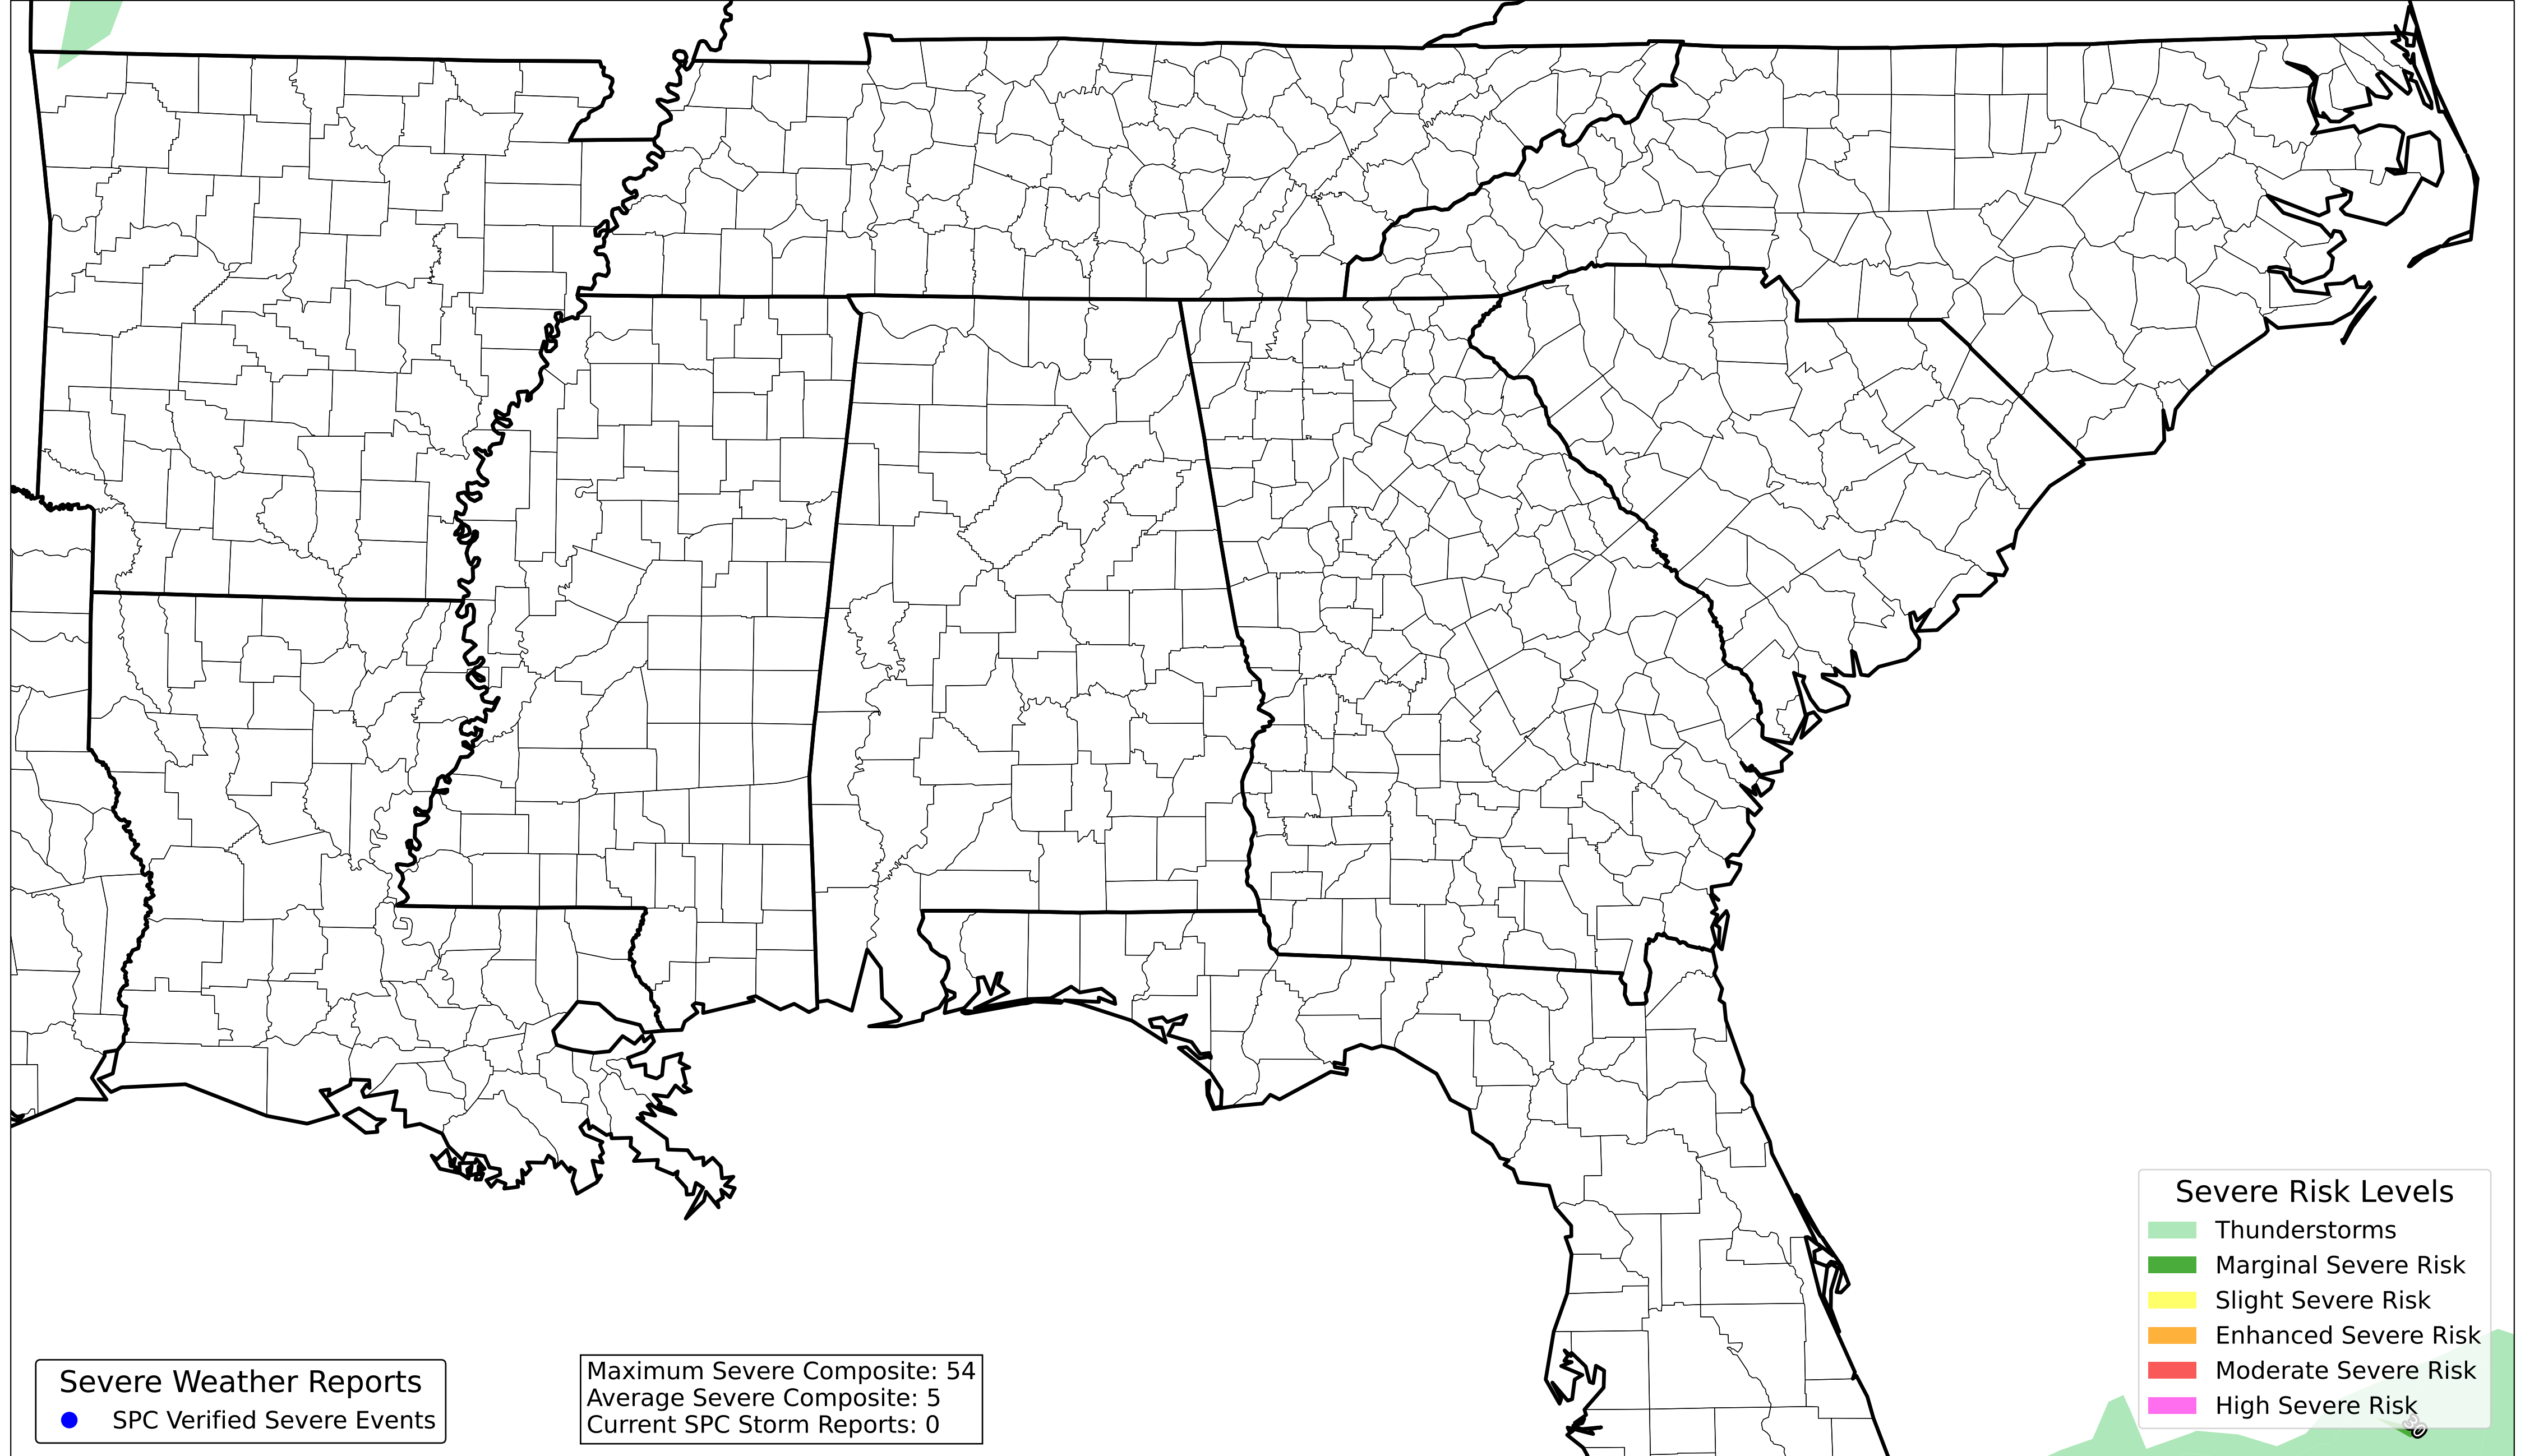 Severe Risk Levels
Thunderstorms
Marginal Severe Risk
Slight Severe Risk
Enhanced Severe Risk
Moderate Severe Risk
High Severe Risk
30
Severe Weather Reports
SPC Verified Severe Events
Maximum Severe Composite: 54
Average Severe Composite: 5
Current SPC Storm Reports: 0